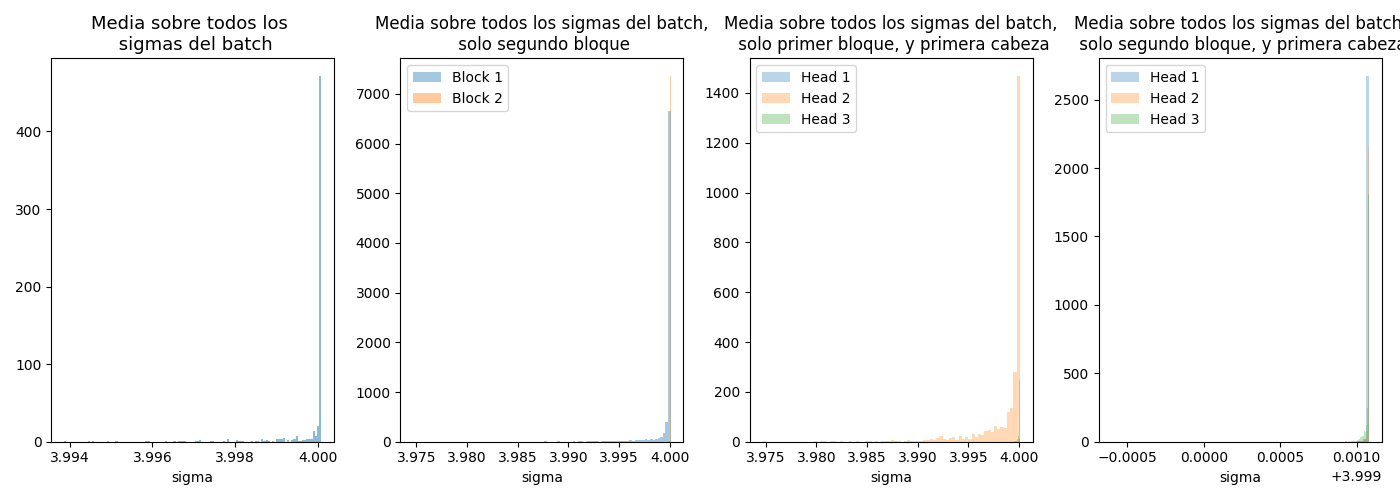 Media sobre todos los
sigmas del batch
400
300
200
100
0
3.994 3.996 3.998 4.000
sigma
Media sobre todos los sigmas del batch,
solo segundo bloque
Block 1
Block 2
7000
6000
5000
4000
3000
2000
1000
0
3.975 3.980 3.985 3.990 3.995 4.000
sigma
Media sobre todos los sigmas del batch,
solo primer bloque, y primera cabeza
Head 1
Head 2
Head 3
1400
1200
1000
800
600
400
200
0
3.975 3.980 3.985 3.990 3.995 4.000
sigma
Media sobre todos los sigmas del batch
solo segundo bloque, y primera cabeza
Head 1
Head 2
Head 3
2500
2000
1500
1000
500
0
−0.0005 0.0000 0.0005 0.0010
+3.999
sigma